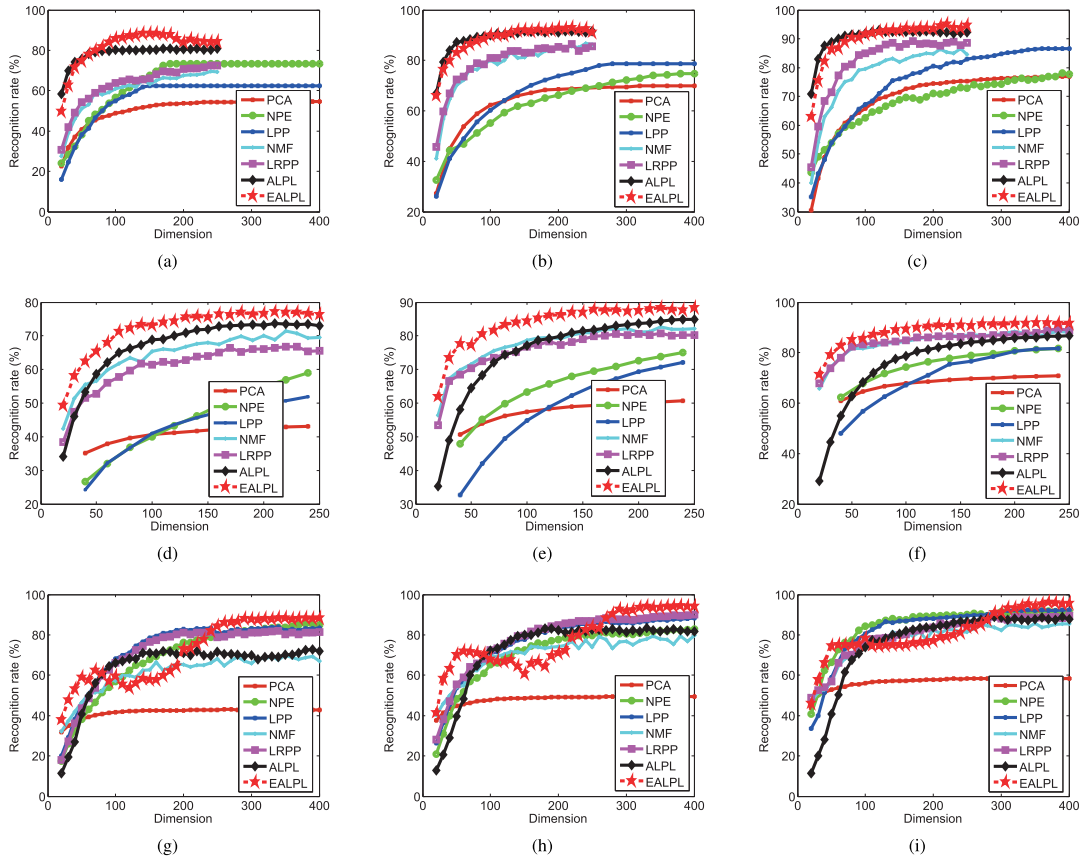 100
80
60
40
20
0
Recognition rate (%)
0 100 200 300 400
Dimension
PCA
NPE
LPP
NMF
LRPP
ALPL
EALPL
(a)
100
90
80
70
60
50
40
30
20
Recognition rate (%)
0 100 200 300 400
Dimension
PCA
NPE
LPP
NMF
LRPP
ALPL
EALPL
(b)
100
90
80
70
60
50
40
30
Recognition rate (%)
0 100 200 300 400
Dimension
PCA
NPE
LPP
NMF
LRPP
ALPL
EALPL
(c)
80
70
60
50
40
30
20
Recognition rate (%)
0 50 100 150 200 250
Dimension
PCA
NPE
LPP
NMF
LRPP
ALPL
EALPL
(d)
90
80
70
60
50
40
30
Recognition rate (%)
0 50 100 150 200 250
Dimension
PCA
NPE
LPP
NMF
LRPP
ALPL
EALPL
(e)
100
80
60
40
20
Recognition rate (%)
0 50 100 150 200 250
Dimension
PCA
NPE
LPP
NMF
LRPP
ALPL
EALPL
(f)
100
80
60
40
20
0
Recognition rate (%)
0 100 200 300 400
Dimension
PCA
NPE
LPP
NMF
LRPP
ALPL
EALPL
(g)
100
80
60
40
20
0
Recognition rate (%)
0 100 200 300 400
Dimension
PCA
NPE
LPP
NMF
LRPP
ALPL
EALPL
(h)
100
80
60
40
20
0
Recognition rate (%)
0 100 200 300 400
Dimension
PCA
NPE
LPP
NMF
LRPP
ALPL
EALPL
(i)